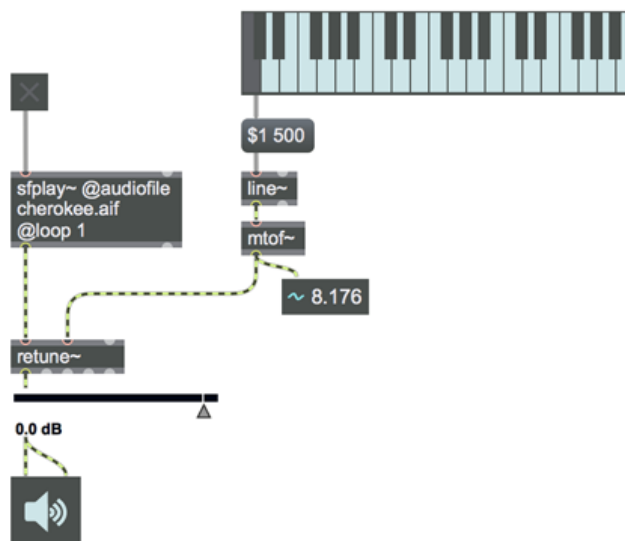 $1 500
sfplay~ @audiofile
cherokee.aif
@loop 1
line~
mtof~
~ 8.176
retune~
0.0 dB